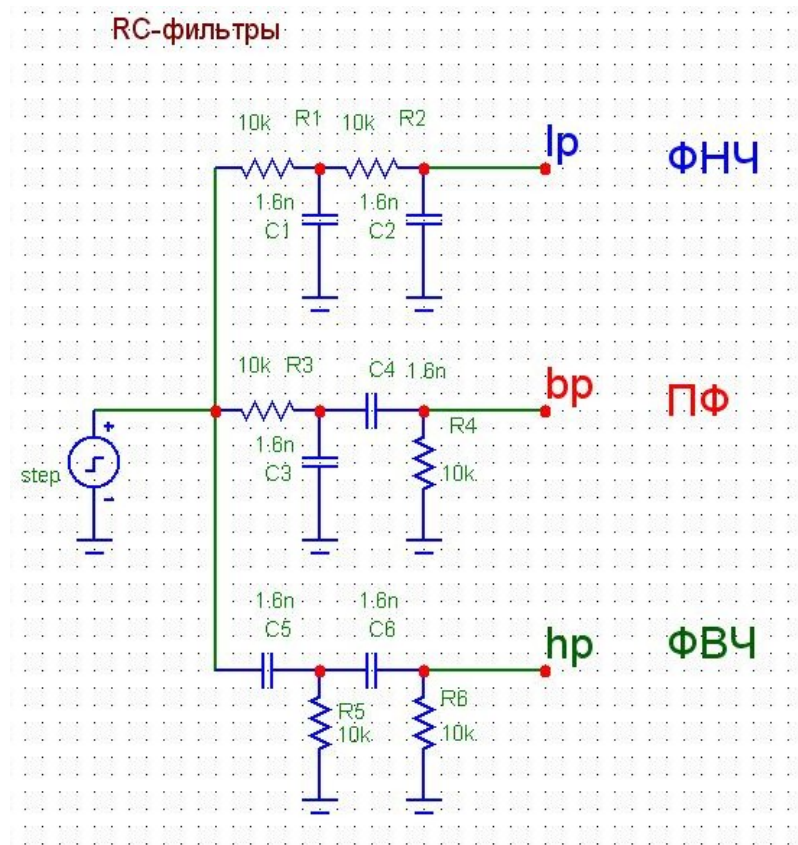 RC-фильтры
10k R1 10k R2
lp ФНЧ
1.6n 1.6n
C1 C2
10k R3 C4 1.6n
bp ПФ
R4
1.6n
C3 10k
+
step
-
1.6n 1.6n
C5 C6
hp ФВЧ
R5 R6
10k 10k